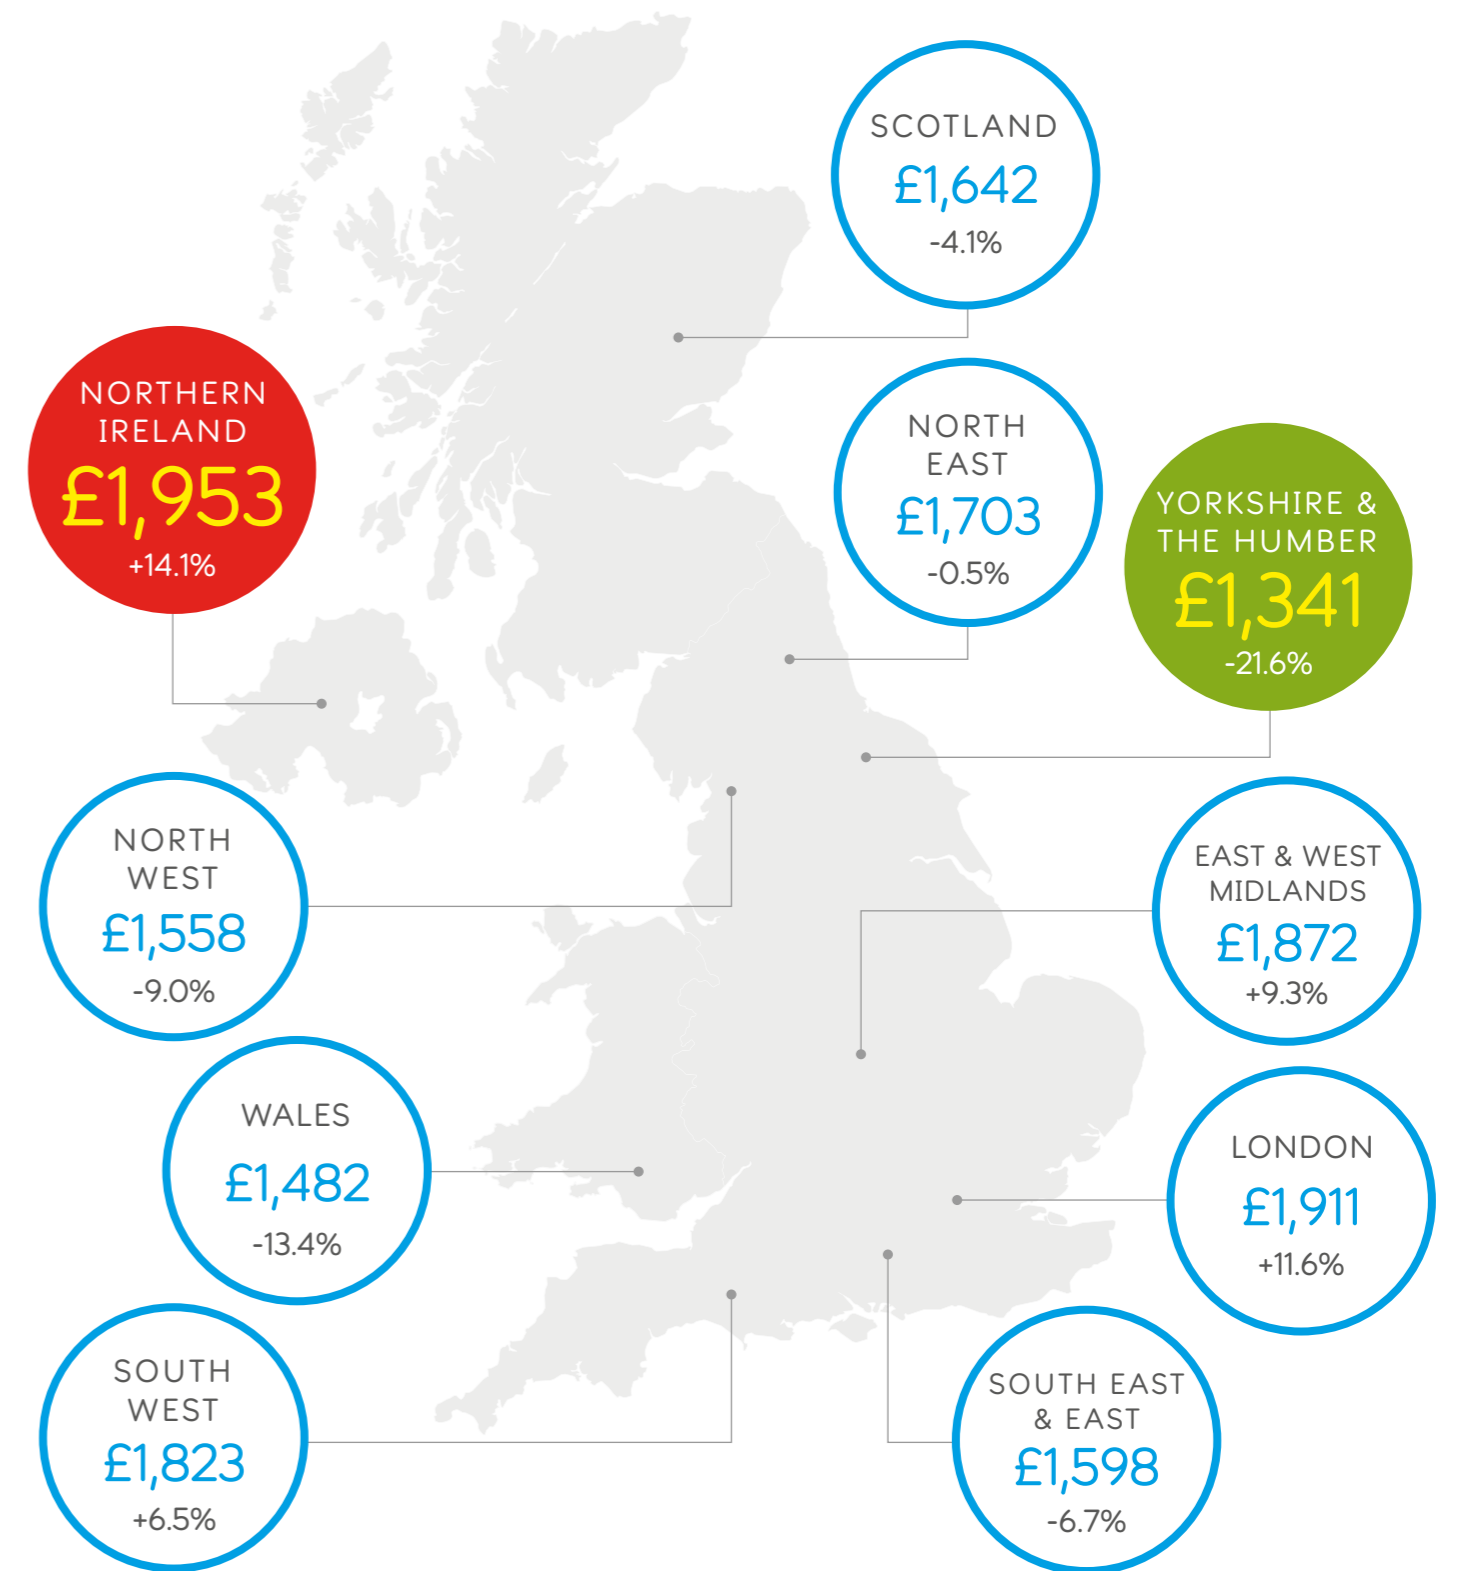 SCOTLAND
£1,642
-4.1%
NORTHERN
IRELAND
£1,953
+14.1%
NORTH
EAST
£1,703
-0.5%
YORKSHIRE &
THE HUMBER
£1,341
-21.6%
NORTH
WEST
£1,558
-9.0%
EAST & WEST
MIDLANDS
£1,872
+9.3%
WALES
£1,482
-13.4%
LONDON
£1,911
+11.6%
SOUTH
WEST
£1,823
+6.5%
SOUTH EAST
& EAST
£1,598
-6.7%